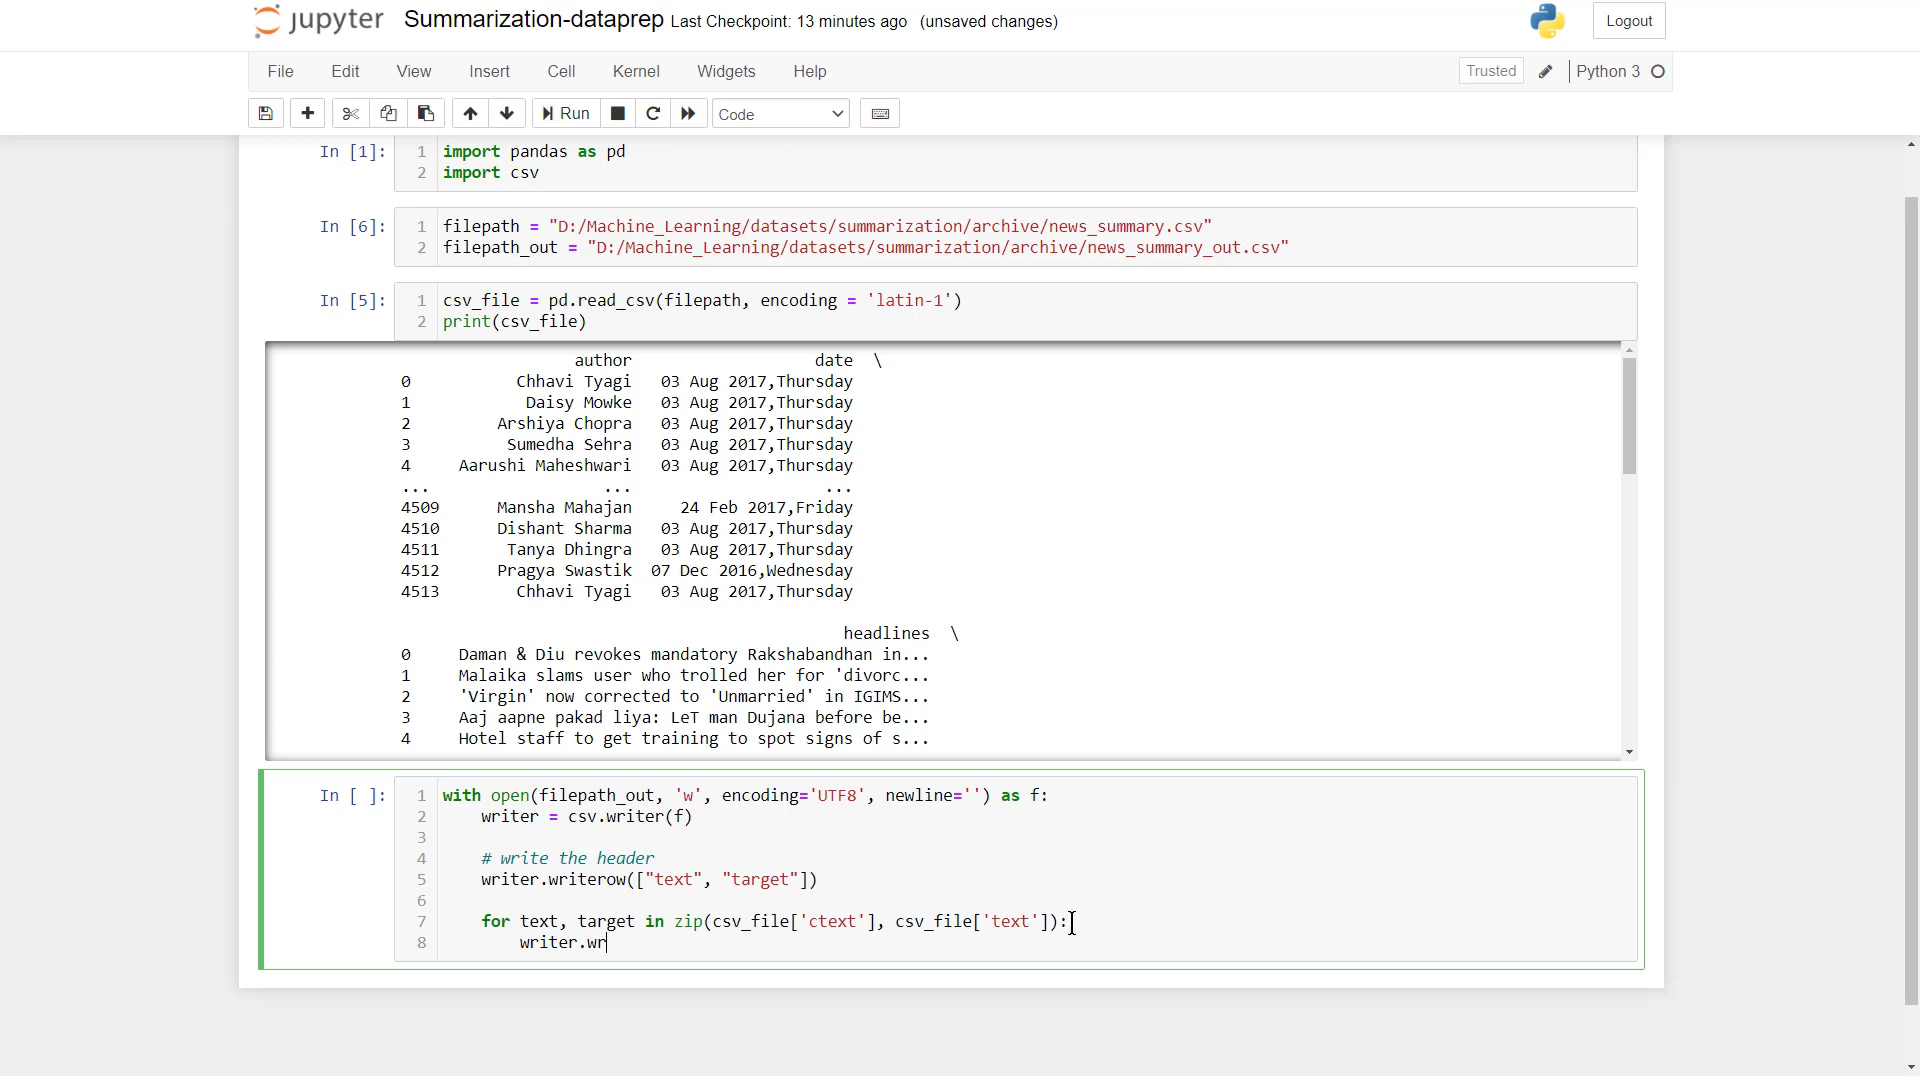 jupyter Summarization-dataprep Last Checkpoint: 13 minutes ago (unsaved changes) Logout
File Edit View Insert Cell Kernel Widgets Help Trusted Python 3
Run Code
In [1]: 1 import pandas as pd
2 import csv
In [6]: 1 filepath = "D:/Machine_Learning/datasets/summarization/archive/news_summary.csv"
2 filepath_out = "D:/Machine_Learning/datasets/summarization/archive/news_summary_out.csv"
In [5]: 1 csv_file = pd.read_csv(filepath, encoding = 'latin-1')
2 print(csv_file)
author date \
0 Chhavi Tyagi 03 Aug 2017,Thursday
1 Daisy Mowke 03 Aug 2017,Thursday
2 Arshiya Chopra 03 Aug 2017,Thursday
3 Sumedha Sehra 03 Aug 2017,Thursday
4 Aarushi Maheshwari 03 Aug 2017,Thursday
... ... ...
4509 Mansha Mahajan 24 Feb 2017,Friday
4510 Dishant Sharma 03 Aug 2017,Thursday
4511 Tanya Dhingra 03 Aug 2017,Thursday
4512 Pragya Swastik 07 Dec 2016,Wednesday
4513 Chhavi Tyagi 03 Aug 2017,Thursday
headlines \
0 Daman & Diu revokes mandatory Rakshabandhan in...
1 Malaika slams user who trolled her for 'divorc...
2 'Virgin' now corrected to 'Unmarried' in IGIMS...
3 Aaj aapne pakad liya: LeT man Dujana before be...
4 Hotel staff to get training to spot signs of s...
In [ ]: 1 with open(filepath_out, 'w', encoding='UTF8', newline='') as f:
2 writer = csv.writer(f)
3
4 # write the header
5 writer.writerow(["text", "target"])
6
7 for text, target in zip(csv_file['ctext'], csv_file['text']):
8 writer.wr